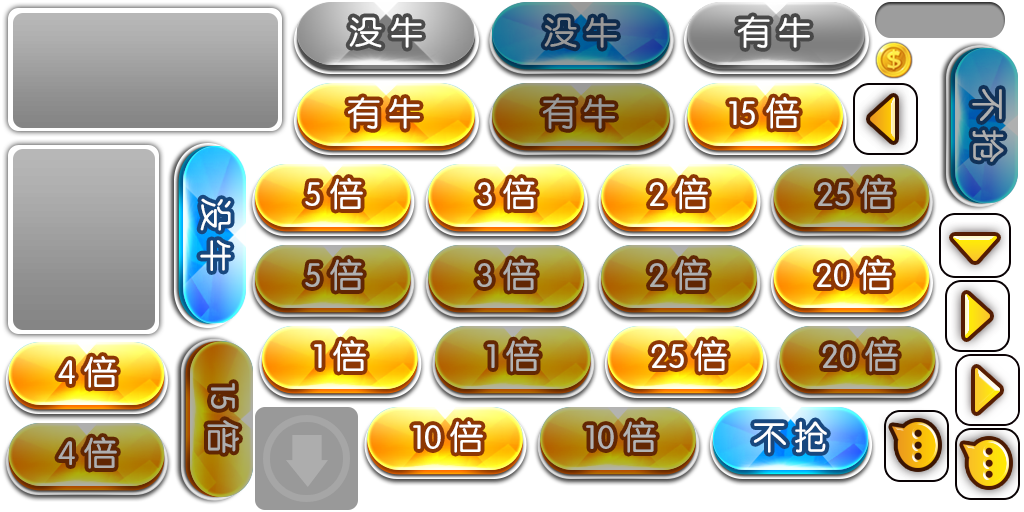 没牛 没牛 有牛
有牛 有牛 15倍
不抢
5倍 3倍 2倍 25倍
没牛
5倍 3倍 2倍 20倍
1倍 1倍 25倍 20倍
4倍
15倍
10倍 10倍 不抢
4倍